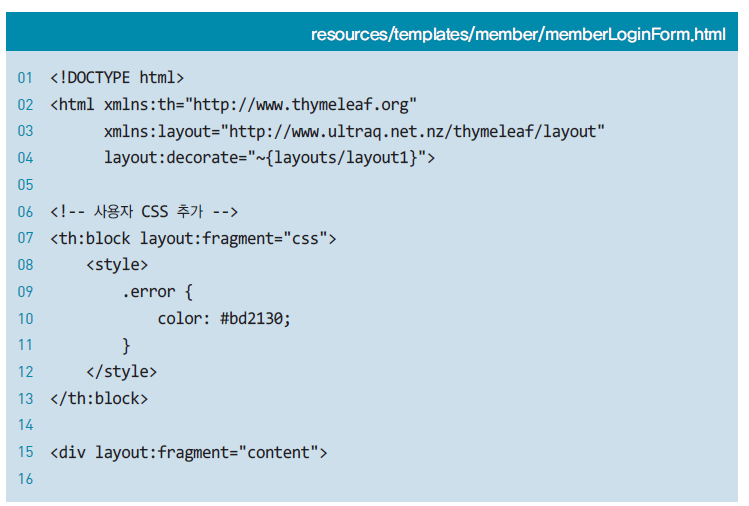 resources/templates/member/memberLoginForm.html
01 <!DOCTYPE html>
02 <html xmlns:th="http://www.thymeleaf.org"
03       xmlns:layout="http://www.ultraq.net.nz/thymeleaf/layout"
04       layout:decorate="~{layouts/layout1}">
05
06 <!-- 사용자 CSS 추가 -->
07 <th:block layout:fragment="css">
08     <style>
09         .error {
10             color: #bd2130;
11         }
12     </style>
13 </th:block>
14
15 <div layout:fragment="content">
16